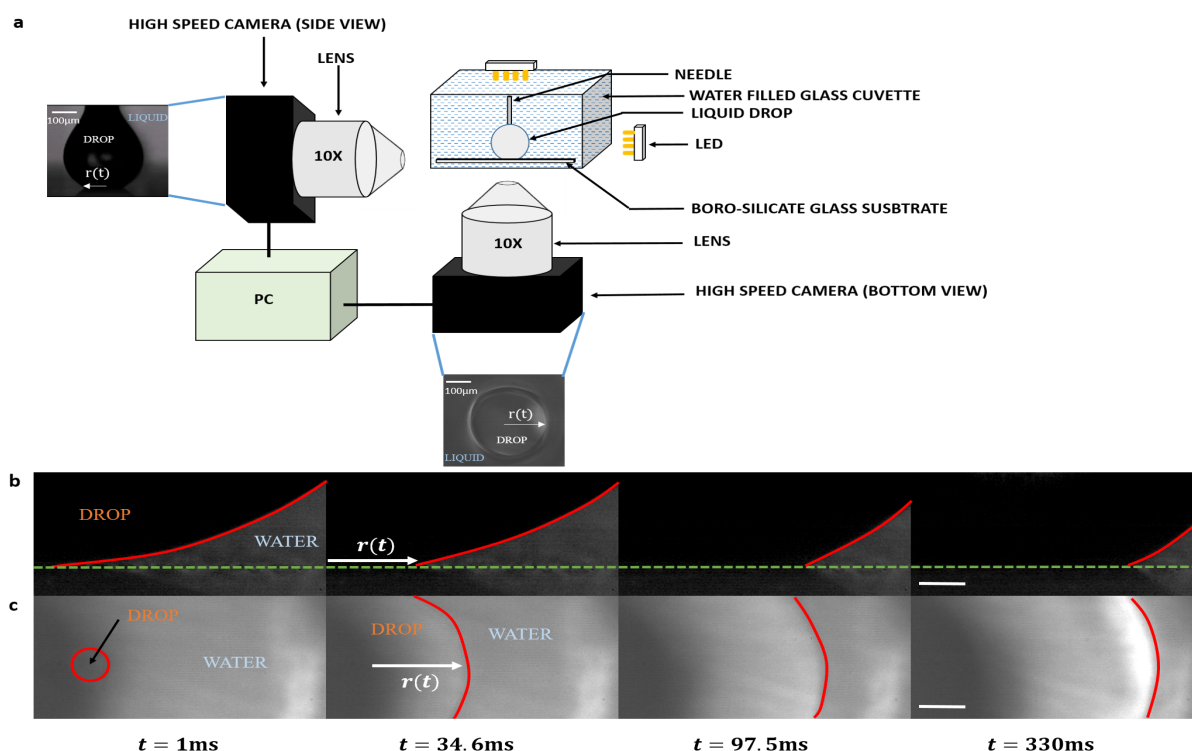 a
HIGH SPEED CAMERA (SIDE VIEW)
LENS
NEEDLE
WATER FILLED GLASS CUVETTE
LIQUID DROP
LED
100μm
LIQUID
DROP
r(t)
10X
BORO-SILICATE GLASS SUSBTRATE
10X
LENS
PC
HIGH SPEED CAMERA (BOTTOM VIEW)
100μm
r(t)
DROP
LIQUID
b
DROP
WATER
r(t)
c
DROP
WATER
DROP
WATER
r(t)
t = 1ms
t = 34.6ms
t = 97.5ms
t = 330ms